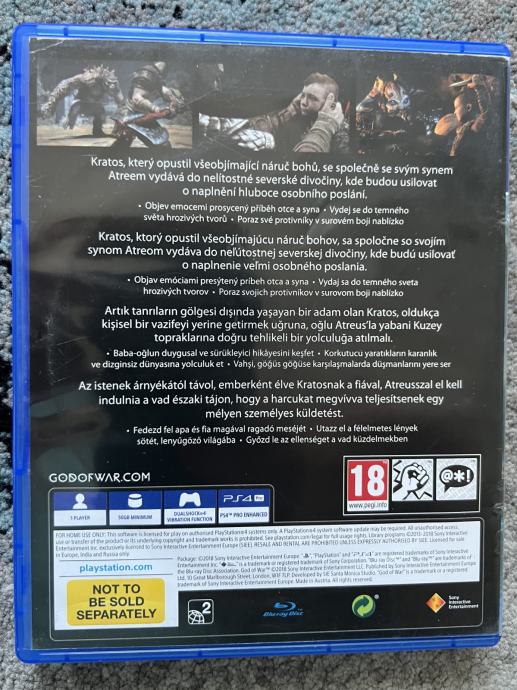 Kratos, který opustil všeobjímající náruč bohů, se společně se svým synem
Atreem vydává do nelítostné severské divočiny, kde budou usilovat
o naplnění hluboce osobního poslání.
• Objev emocemi prosycený příběh otce a syna • Vydej se do temného
světa hrozivých tvorů • Poraz své protivníky v surovém boji nablízko
Kratos, ktorý opustil všeobjímajúcu náruč bohov, sa spoločne so svojím
synom Atreom vydáva do neľútostnej severskej divočiny, kde budú usilovať
o naplnenie veľmi osobného poslania.
• Objav emóciami presýtený príbeh otca a syna • Vydaj sa do temného sveta
hrozivých tvorov • Poraz svojich protivníkov v surovom boji nablízko
Artık tanrıların gölgesi dışında yaşayan bir adam olan Kratos, oldukça
kişisel bir vazifeyi yerine getirmek uğruna, oğlu Atreus'la yabani Kuzey
topraklarına doğru tehlikeli bir yolculuğa atılmalı.
• Baba-oğlun duygusal ve sürükleyici hikâyesini keşfet • Korkutucu yaratıkların karanlık
ve dizginsiz dünyasına yolculuk et • Vahşi, göğüs göğüse karşılaşmalarda düşmanlarını yere ser
Az istenek árnyékától távol, emberként élve Kratosnak a fiával, Atreusszal el kell
indulnia a vad északi tájon, hogy a harcukat megvívva teljesítsenek egy
mélyen személyes küldetést.
• Fedezd fel apa és fia magával ragadó meséjét • Utazz el a félelmetes lények
sötét, lenyűgöző világába • Győzd le az ellenséget a vad küzdelmekben
GODOFWAR.COM
18
www.pegi.info
@*!
1 PLAYER
50GB MINIMUM
DUALSHOCK®4
VIBRATION FUNCTION
PS4 Pro
PS4™ PRO ENHANCED
FOR HOME USE ONLY.
playstation.com
NOT TO
BE SOLD
SEPARATELY
2
Blu-ray Disc
Sony
Interactive
Entertainment